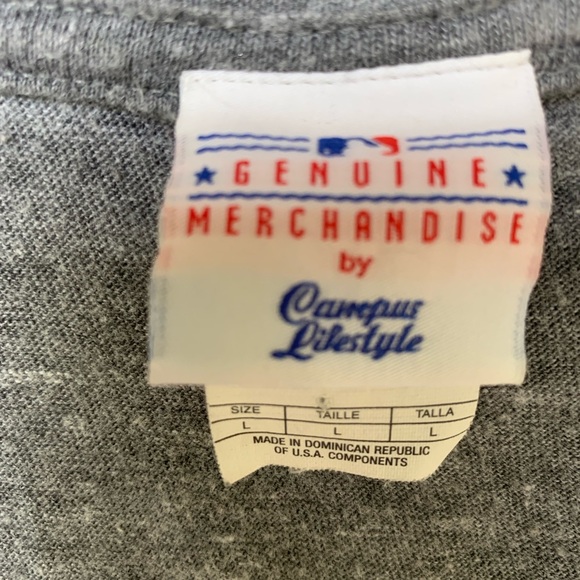 GENUINE
MERCHANDISE
by
Campus
Lifestyle
SIZE TAILLE TALLA
L L L
MADE IN DOMINICAN REPUBLIC
OF U.S.A. COMPONENTS